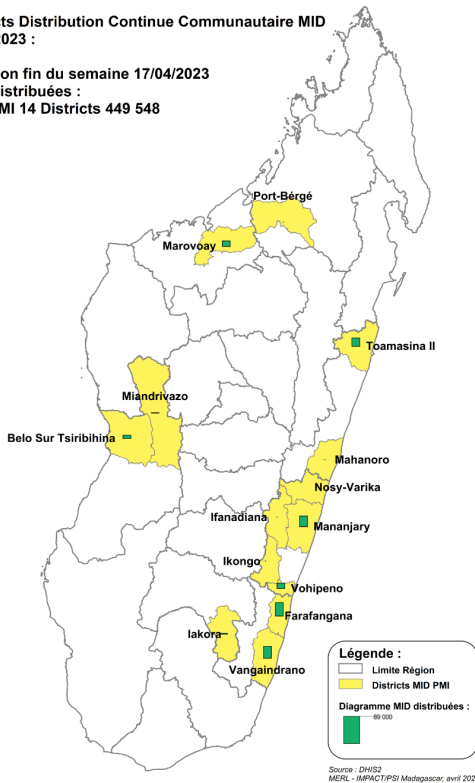 ts Distribution Continue Communautaire MID
2023 :
on fin du semaine 17/04/2023
istribuées :
MI 14 Districts 449 548
Port-Bérgé
Marovoay
Toamasina II
Miandrivazo
Belo Sur Tsiribihina
Mahanoro
Nosy-Varika
Ifanadiana
Mananjary
Ikongo
Vohipeno
Farafangana
Iakora
Vangaindrano
Légende :
Limite Région
Districts MID PMI
Diagramme MID distribuées :
69 000
Source : DHIS2
MERL - IMPACT/PSI Madagascar, avril 202